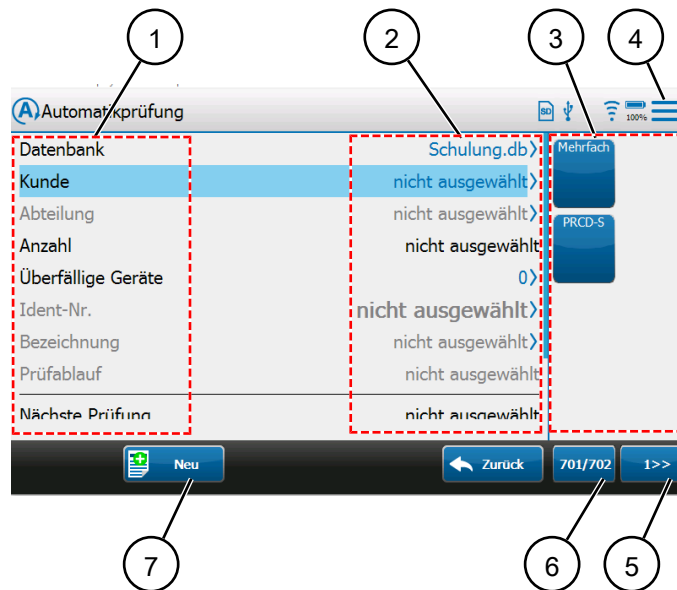 1 2 3 4
A Automatikprüfung SD 100%
Datenbank Schulung.db
Kunde nicht ausgewählt
Abteilung nicht ausgewählt
Anzahl nicht ausgewählt
Überfällige Geräte 0
Ident-Nr. nicht ausgewählt
Bezeichnung nicht ausgewählt
Prüfablauf nicht ausgewählt
Nächste Prüfung nicht ausgewählt
Mehrfach
PRCD-S
Neu Zurück 701/702 1>>
7 6 5